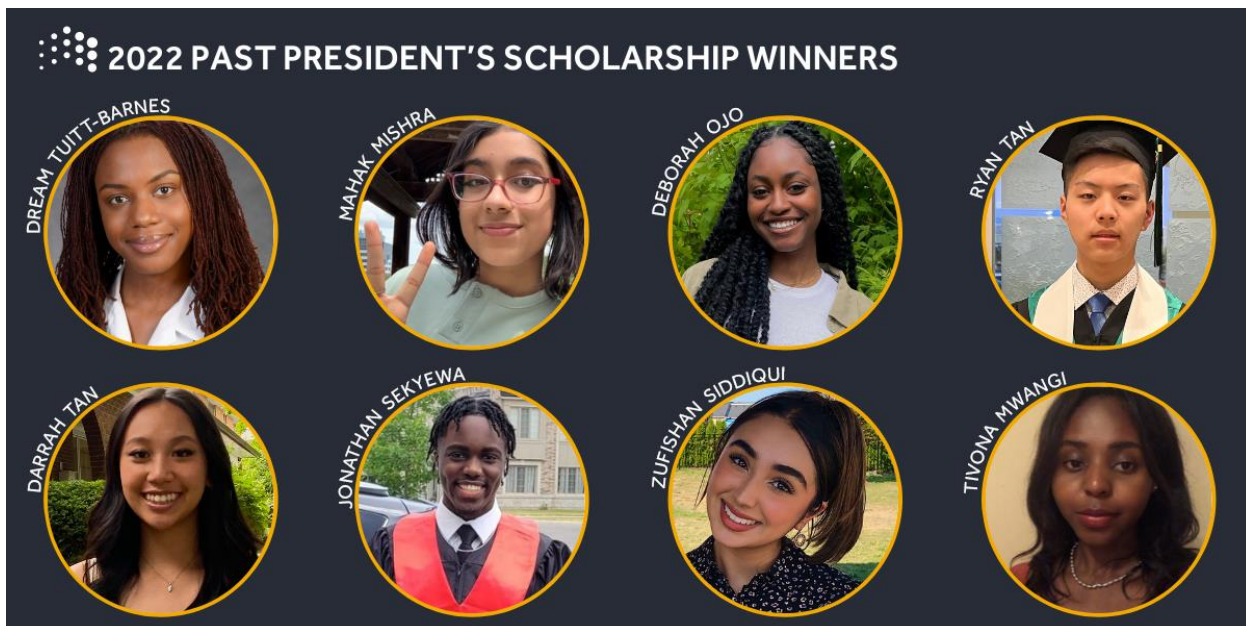 2022 PAST PRESIDENT'S SCHOLARSHIP WINNERS
DREAM TUITT-BARNES
MAHAK MISHRA
DEBORAH OJO
RYAN TAN
DARRAH TAN
JONATHAN SEKYEWA
ZUFISHAN SIDDIQUI
TIVONA MWANGI